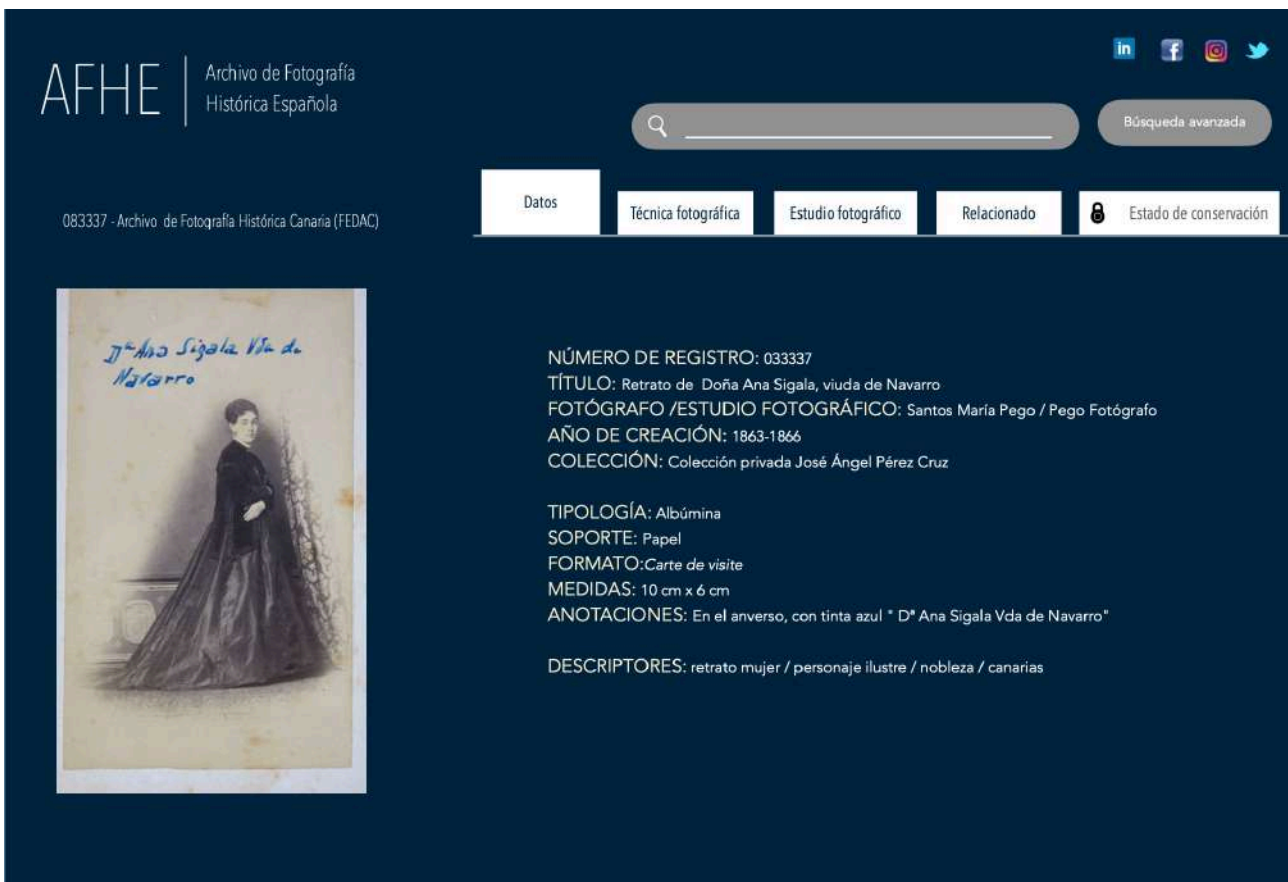 AFHE
Archivo de Fotografía
Histórica Española
in
f
Búsqueda avanzada
083337 - Archivo de Fotografía Histórica Canaria (FEDAC)
Datos
Técnica fotográfica
Estudio fotográfico
Relacionado
Estado de conservación
Dª Ana Sigala Vda de
Navarro
NÚMERO DE REGISTRO: 033337
TÍTULO: Retrato de Doña Ana Sigala, viuda de Navarro
FOTÓGRAFO /ESTUDIO FOTOGRÁFICO: Santos María Pego / Pego Fotógrafo
AÑO DE CREACIÓN: 1863-1866
COLECCIÓN: Colección privada José Ángel Pérez Cruz
TIPOLOGÍA: Albúmina
SOPORTE: Papel
FORMATO:Carte de visite
MEDIDAS: 10 cm x 6 cm
ANOTACIONES: En el anverso, con tinta azul " Dª Ana Sigala Vda de Navarro"
DESCRIPTORES: retrato mujer / personaje ilustre / nobleza / canarias